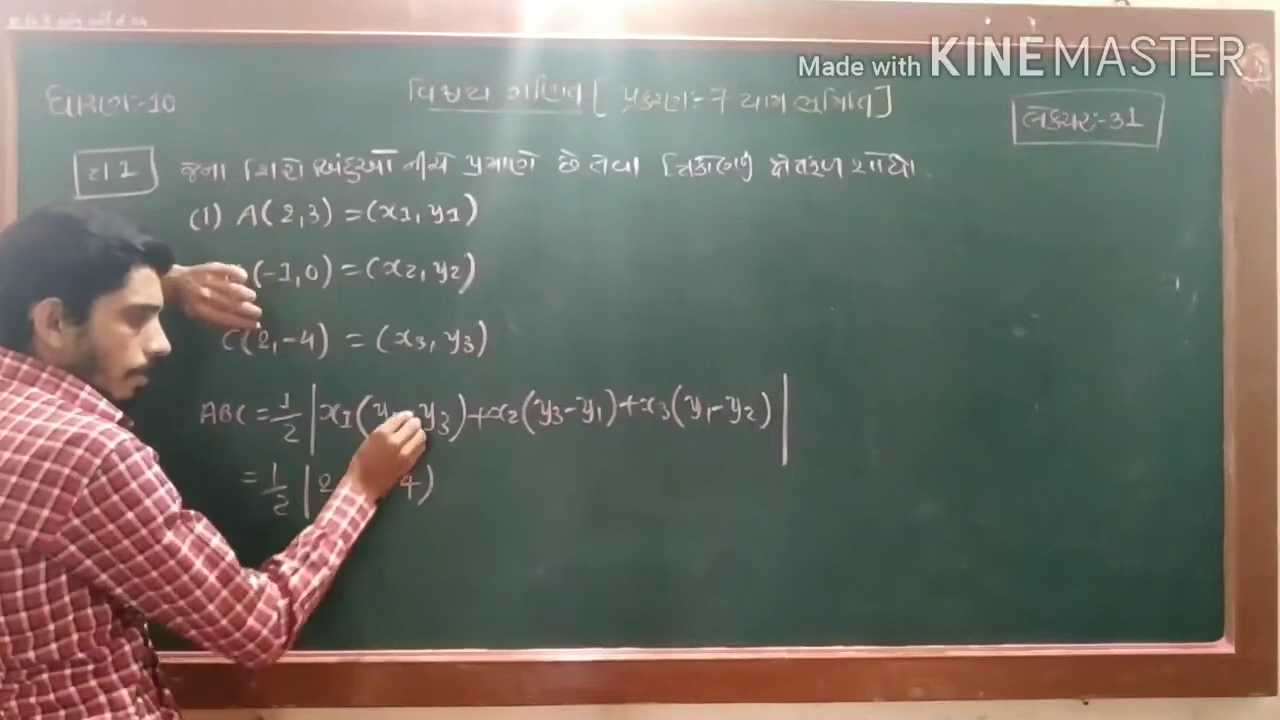 Made with KINEMASTER
ધોરણ:-10
વિષય ગણિત [ પ્રકરણ:-7 યામ ભૂમિતિ ]
લેક્ચર:-31
દા 1 જેના શિરો બિંદુઓ નીચે પ્રમાણે છે તેવા ત્રિકોણનું ક્ષેત્રફળ શોધો.
(1) A(2,3) = (x1, y1)
(-1,0) = (x2, y2)
C(2,-4) = (x3, y3)
ABC = 1/2 | x1(y2-y3)+x2(y3-y1)+x3(y1-y2) |
= 1/2 | 2 4)